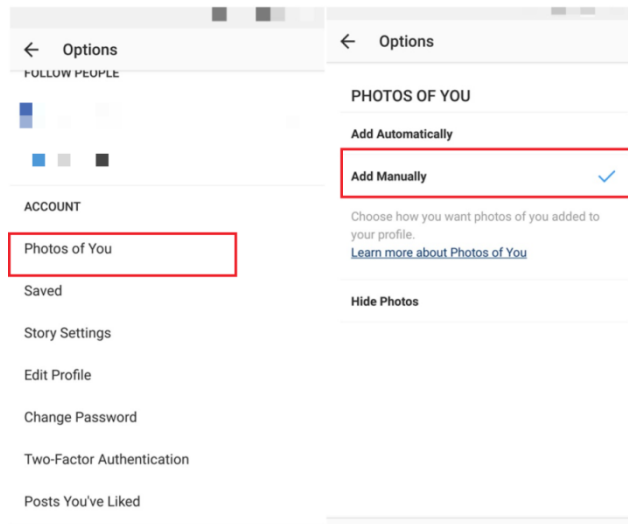 Options
FOLLOW PEOPLE
ACCOUNT
Photos of You
Saved
Story Settings
Edit Profile
Change Password
Two-Factor Authentication
Posts You've Liked
Options
PHOTOS OF YOU
Add Automatically
Add Manually
Choose how you want photos of you added to
your profile.
Learn more about Photos of You
Hide Photos